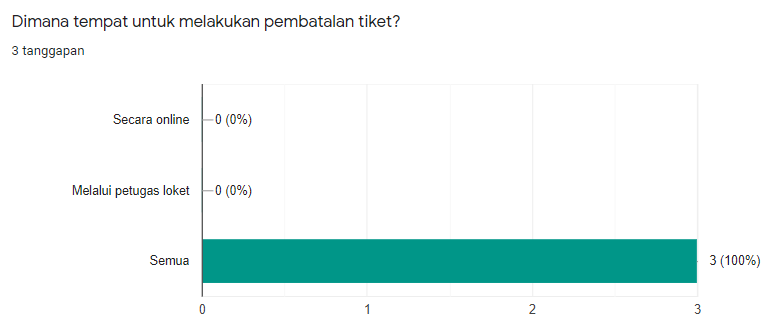 Dimana tempat untuk melakukan pembatalan tiket?
3 tanggapan
Secara online
0 (0%)
Melalui petugas loket
0 (0%)
Semua
3 (100%)
0
1
2
3